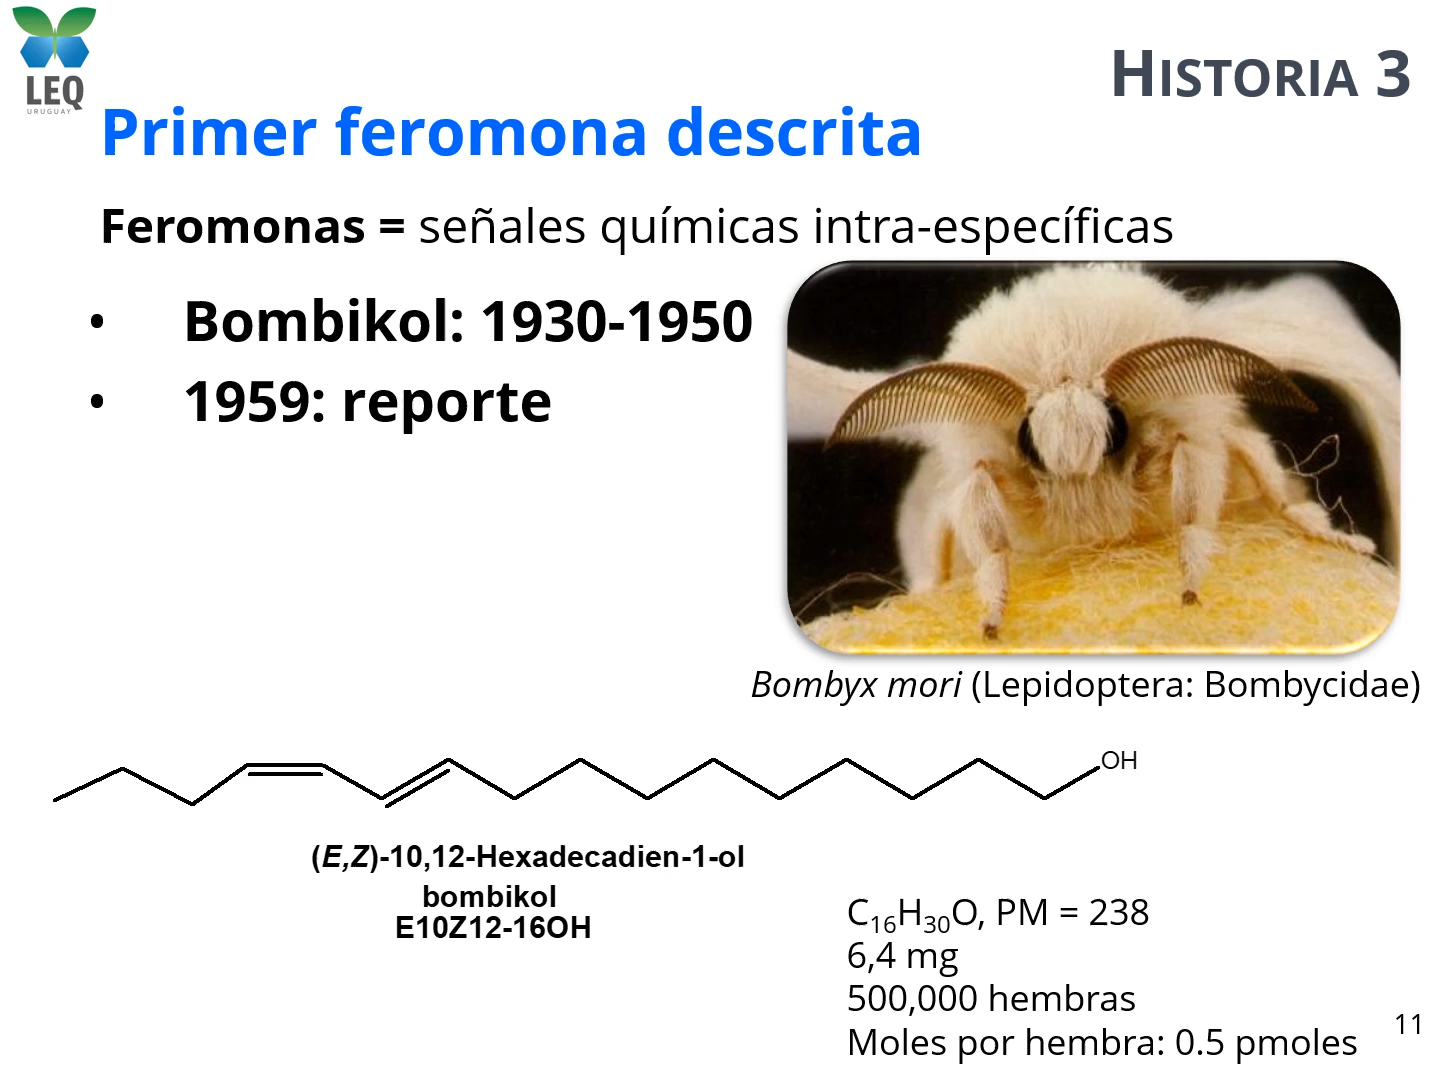 LEQ
URUGUAY
HISTORIA 3
Primer feromona descrita
Feromonas = señales químicas intra-específicas
• Bombikol: 1930-1950
• 1959: reporte
Bombyx mori (Lepidoptera: Bombycidae)
OH
(E,Z)-10,12-Hexadecadien-1-ol
bombikol
E10Z12-16OH
C₁₆H₃₀O, PM = 238
6,4 mg
500,000 hembras
Moles por hembra: 0.5 pmoles
11